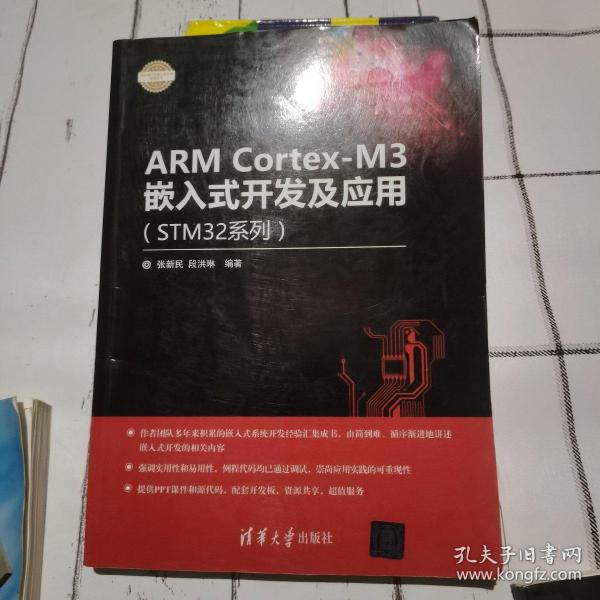 ARM Cortex-M3
嵌入式开发及应用
（STM32系列）
张新民 段洪琳 编著
作者团队多年来积累的嵌入式系统开发经验汇集成书，由简到难、循序渐进地讲述
嵌入式开发的相关内容
强调实用性和易用性，例程代码均已通过调试，崇尚应用实践的可重现性
提供PPT课件和源代码，配套开发板，资源共享，超值服务
清华大学出版社
孔夫子旧书网
www.kongfz.com